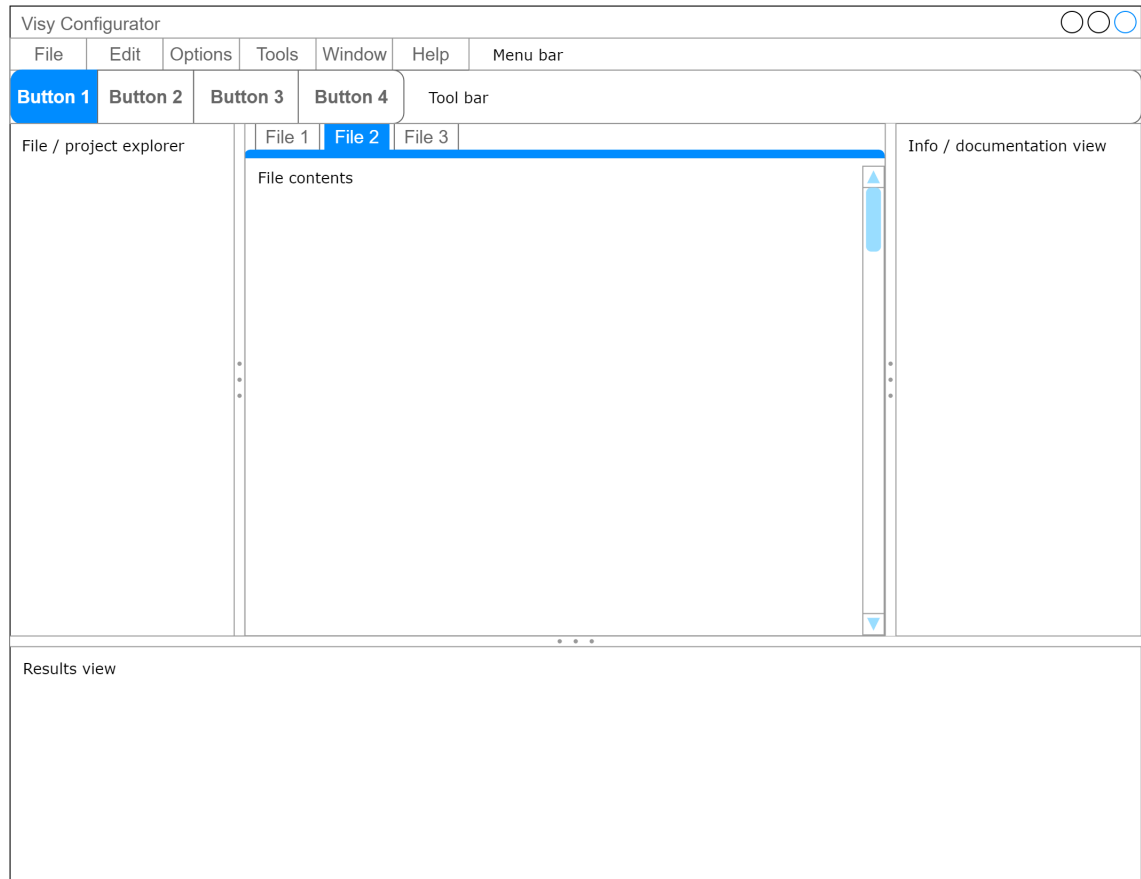 Visy Configurator
File Edit Options Tools Window Help Menu bar
Button 1 Button 2 Button 3 Button 4 Tool bar
File / project explorer
File 1 File 2 File 3
File contents
Info / documentation view
Results view